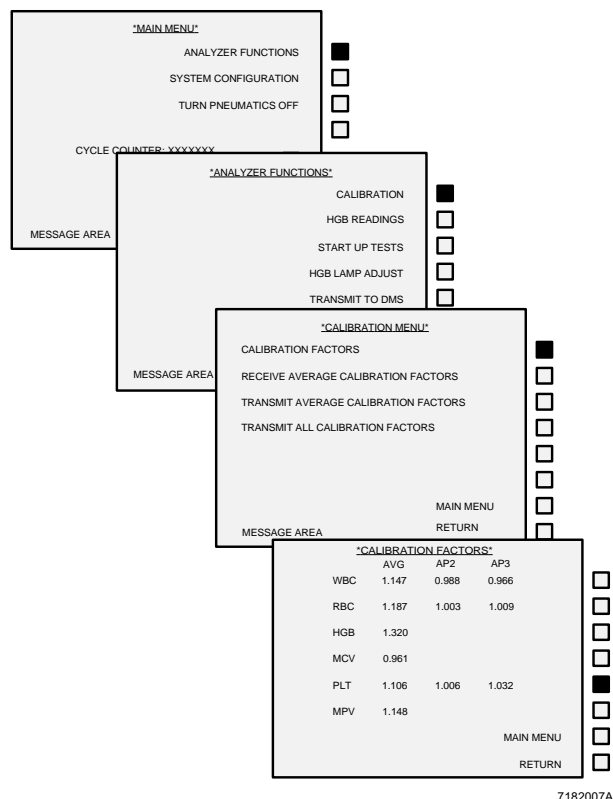 *MAIN MENU*
ANALYZER FUNCTIONS
SYSTEM CONFIGURATION
TURN PNEUMATICS OFF
CYCLE COUNTER: XXXXXXX
MESSAGE AREA
*ANALYZER FUNCTIONS*
CALIBRATION
HGB READINGS
START UP TESTS
HGB LAMP ADJUST
TRANSMIT TO DMS
MESSAGE AREA
*CALIBRATION MENU*
CALIBRATION FACTORS
RECEIVE AVERAGE CALIBRATION FACTORS
TRANSMIT AVERAGE CALIBRATION FACTORS
TRANSMIT ALL CALIBRATION FACTORS
MAIN MENU
RETURN
MESSAGE AREA
*CALIBRATION FACTORS*
AVG AP2 AP3
WBC 1.147 0.988 0.966
RBC 1.187 1.003 1.009
HGB 1.320
MCV 0.961
PLT 1.106 1.006 1.032
MPV 1.148
MAIN MENU
RETURN
7182007A